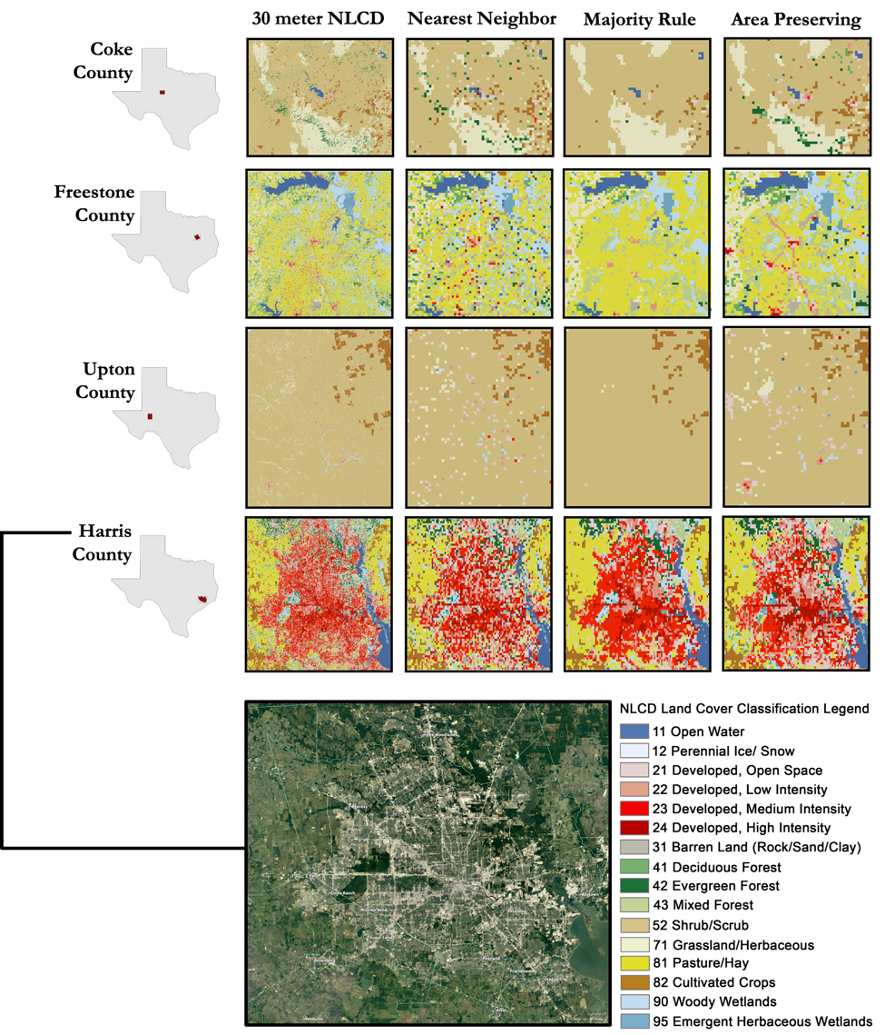 30 meter NLCD Nearest Neighbor Majority Rule Area Preserving
Coke
County
Freestone
County
Upton
County
Harris
County
NLCD Land Cover Classification Legend
11 Open Water
12 Perennial Ice/ Snow
21 Developed, Open Space
22 Developed, Low Intensity
23 Developed, Medium Intensity
24 Developed, High Intensity
31 Barren Land (Rock/Sand/Clay)
41 Deciduous Forest
42 Evergreen Forest
43 Mixed Forest
52 Shrub/Scrub
71 Grassland/Herbaceous
81 Pasture/Hay
82 Cultivated Crops
90 Woody Wetlands
95 Emergent Herbaceous Wetlands